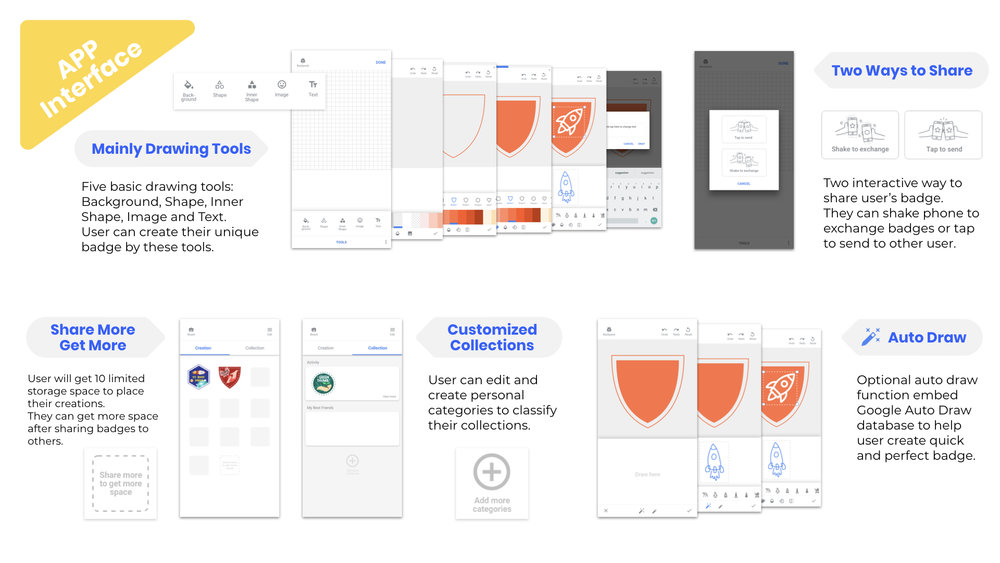 APP
Interface
Back-
ground
Shape
Inner
Shape
Image
Text
Mainly Drawing Tools
Five basic drawing tools:
Background, Shape, Inner
Shape, Image and Text.
User can create their unique
badge by these tools.
DONE
TOOLS
CANCEL
DONE
Tap to send
Shake to exchange
CANCEL
TOOLS
Two Ways to Share
Shake to exchange
Tap to send
Two interactive way to
share user's badge.
They can shake phone to
exchange badges or tap
to send to other user.
Share More
Get More
User will get 10 limited
storage space to place
their creations.
They can get more space
after sharing badges to
others.
Share more
to get more
space
Edit
Creation
Collection
Edit
Creation
Collection
Activity
My Best Friends
Customized
Collections
User can edit and
create personal
categories to classify
their collections.
Add more
categories
Draw here
Auto Draw
Optional auto draw
function embed
Google Auto Draw
database to help
user create quick
and perfect badge.